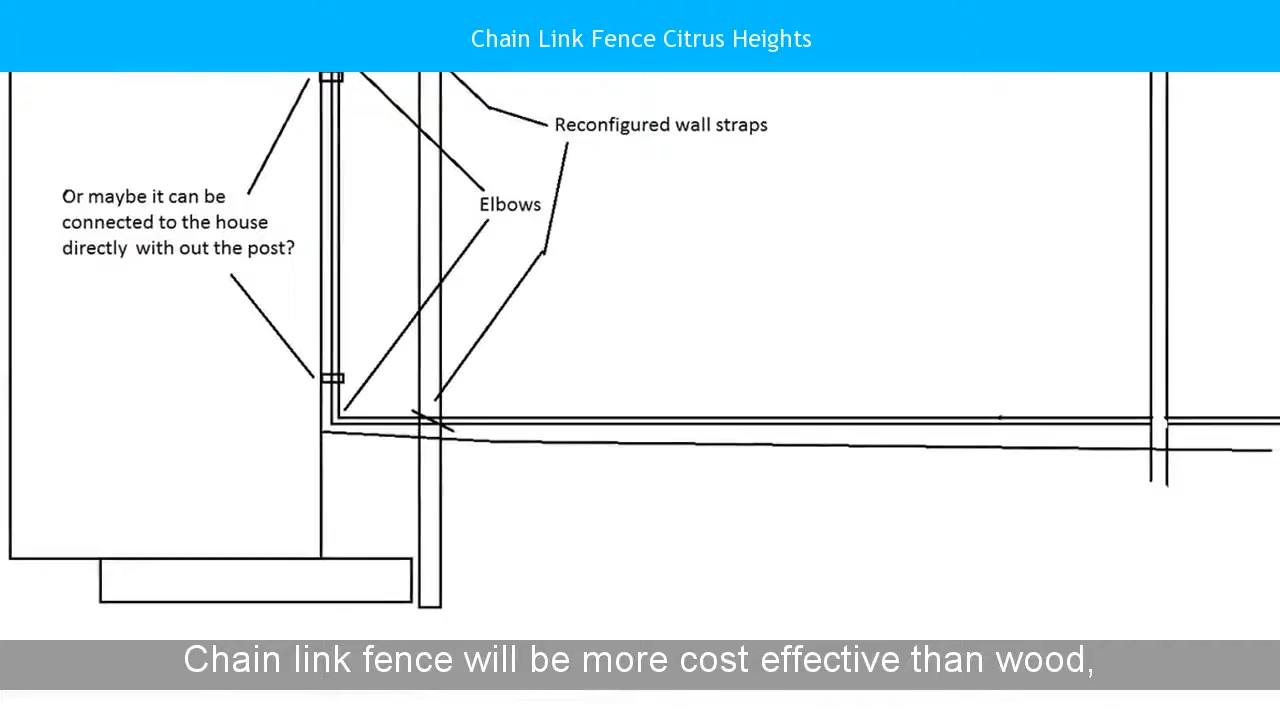 Chain Link Fence Citrus Heights
Reconfigured wall straps
Or maybe it can be
connected to the house
directly with out the post?
Elbows
Chain link fence will be more cost effective than wood,